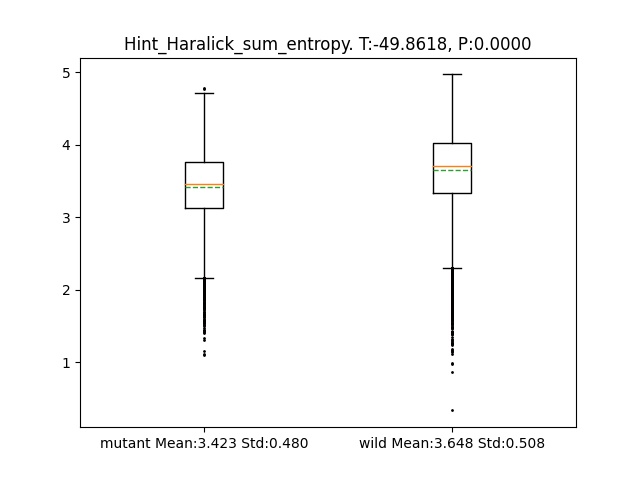 Hint_Haralick_sum_entropy. T:-49.8618, P:0.0000
5
4
3
2
1
mutant Mean:3.423 Std:0.480 wild Mean:3.648 Std:0.508